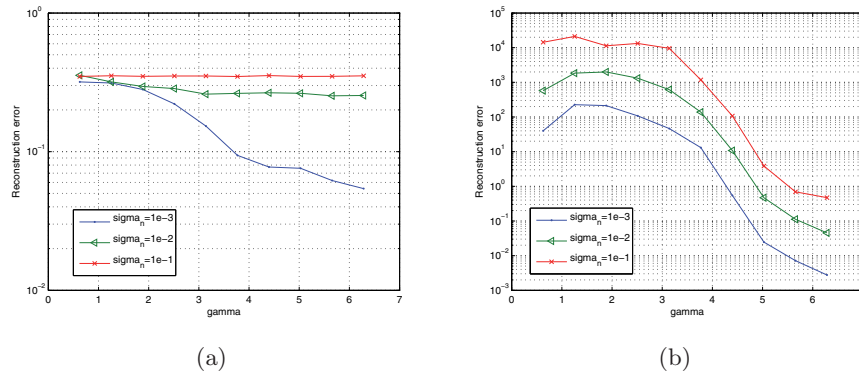 10^0
10^-1
10^-2
Reconstruction error
sigma_n=1e-3
sigma_n=1e-2
sigma_n=1e-1
0 1 2 3 4 5 6 7
gamma
(a)
10^5
10^4
10^3
10^2
10^1
10^0
10^-1
10^-2
10^-3
Reconstruction error
sigma_n=1e-3
sigma_n=1e-2
sigma_n=1e-1
0 1 2 3 4 5 6 7
gamma
(b)